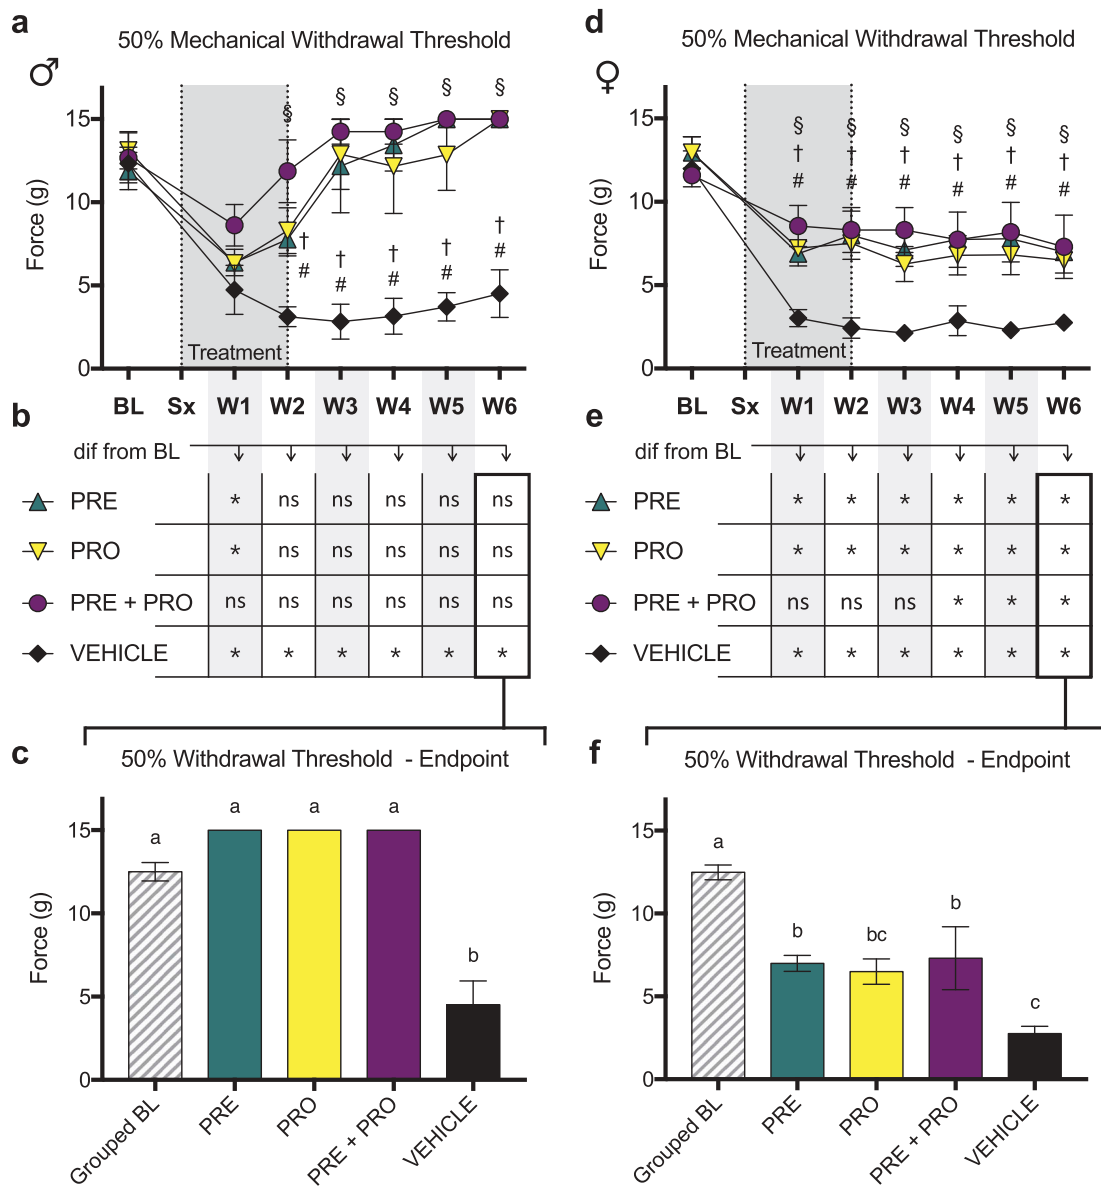 a
50% Mechanical Withdrawal Threshold
♂
Force (g)
15
10
5
0
§ § § § §
† † † † †
# # # # #
Treatment
BL Sx W1 W2 W3 W4 W5 W6
b
dif from BL
PRE * ns ns ns ns ns
PRO * ns ns ns ns ns
PRE + PRO ns ns ns ns ns ns
VEHICLE * * * * * *
c
50% Withdrawal Threshold - Endpoint
Force (g)
15
10
5
0
a a a a b
Grouped BL
PRE
PRO
PRE + PRO
VEHICLE
d
50% Mechanical Withdrawal Threshold
♀
Force (g)
15
10
5
0
§ § § § § §
† † † † † †
# # # # # #
Treatment
BL Sx W1 W2 W3 W4 W5 W6
e
dif from BL
PRE * * * * * *
PRO * * * * * *
PRE + PRO ns ns ns * * *
VEHICLE * * * * * *
f
50% Withdrawal Threshold - Endpoint
Force (g)
15
10
5
0
a b bc b c
Grouped BL
PRE
PRO
PRE + PRO
VEHICLE